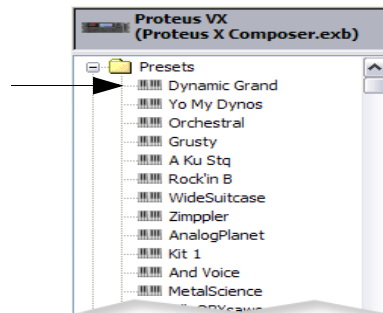 Proteus VX
(Proteus X Composer.exb)
Presets
Dynamic Grand
Yo My Dynos
Orchestral
Grusty
A Ku Stq
Rock'in B
WideSuitcase
Zimppler
AnalogPlanet
Kit 1
And Voice
MetalScience